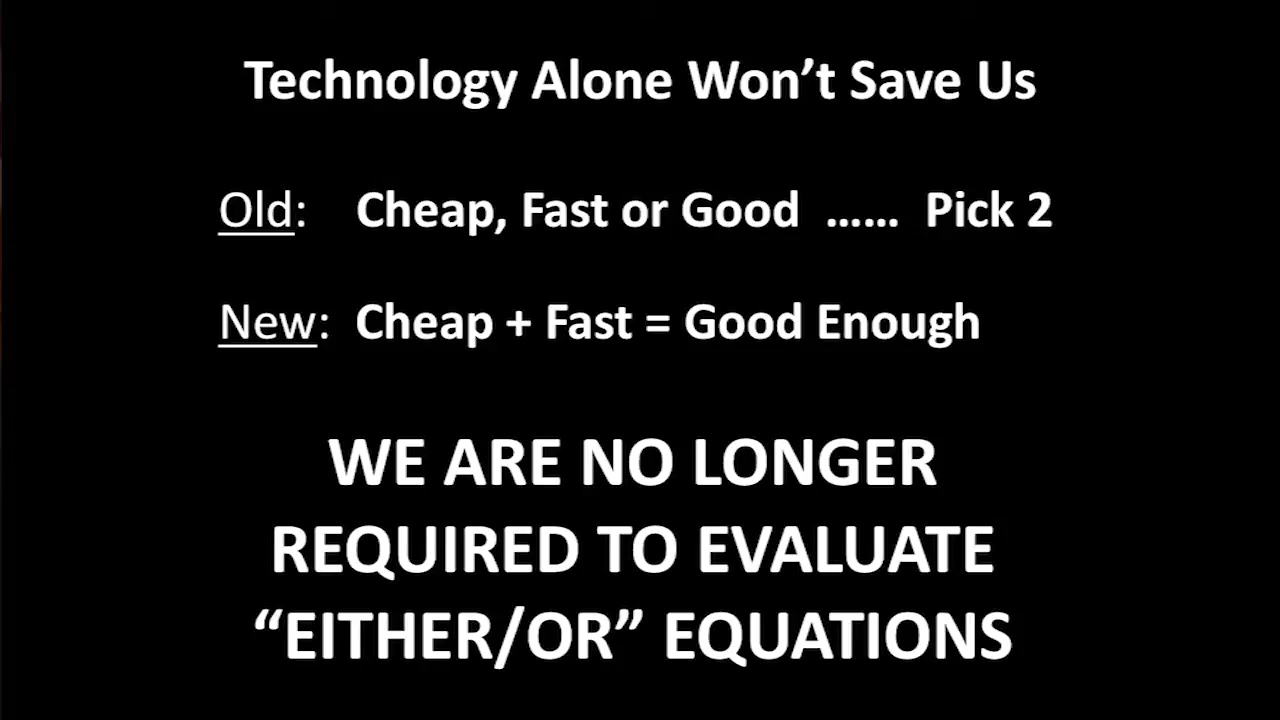 Technology Alone Won’t Save Us
Old: Cheap, Fast or Good ...... Pick 2
New: Cheap + Fast = Good Enough
WE ARE NO LONGER
REQUIRED TO EVALUATE
“EITHER/OR” EQUATIONS